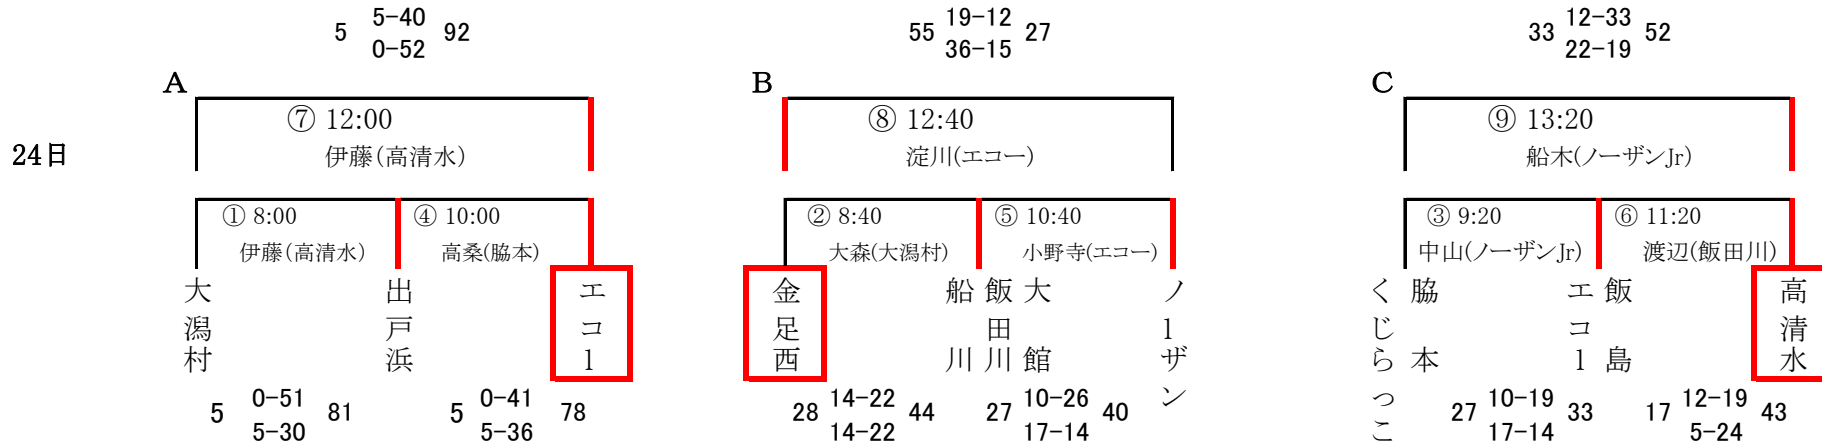 5 5-40 92
0-52
55 19-12 27
36-15
33 12-33 52
22-19
A
B
C
24日
⑦ 12:00
伊藤(高清水)
⑧ 12:40
淀川(エコー)
⑨ 13:20
船木(ノーザンJr)
① 8:00
伊藤(高清水)
④ 10:00
高桑(脇本)
② 8:40
大森(大潟村)
⑤ 10:40
小野寺(エコー)
③ 9:20
中山(ノーザンJr)
⑥ 11:20
渡辺(飯田川)
大潟村
出戸浜
エコー
金足西
船川
飯田川
大館
ノーザン
くじらっこ
脇本
エコー
飯島
高清水
5 0-51 81
5-30
5 0-41 78
5-36
28 14-22 44
14-22
27 10-26 40
17-14
27 10-19 33
17-14
17 12-19 43
5-24